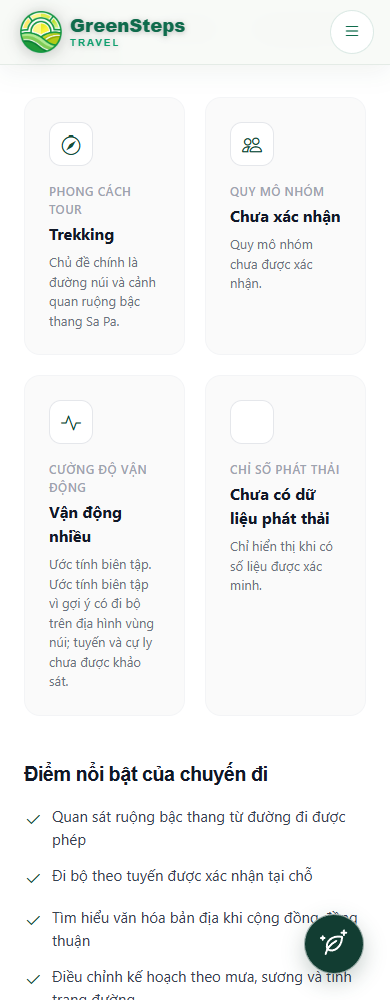 GreenSteps
TRAVEL
PHONG CÁCH
TOUR
Trekking
Chủ đề chính là
đường núi và cảnh
quan ruộng bậc
thang Sa Pa.
QUY MÔ NHÓM
Chưa xác nhận
Quy mô nhóm
chưa được xác
nhận.
CƯỜNG ĐỘ VẬN
ĐỘNG
Vận động
nhiều
Ước tính biên tập.
Ước tính biên tập
vì gợi ý có đi bộ
trên địa hình vùng
núi; tuyến và cự ly
chưa được khảo
sát.
CHỈ SỐ PHÁT THẢI
Chưa có dữ
liệu phát thải
Chỉ hiển thị khi có
số liệu được xác
minh.
Điểm nổi bật của chuyến đi
Quan sát ruộng bậc thang từ đường đi được
phép
Đi bộ theo tuyến được xác nhận tại chỗ
Tìm hiểu văn hóa bản địa khi cộng đồng đồng
thuận
Điều chỉnh kế hoạch theo mưa, sương và tình
trạng đường